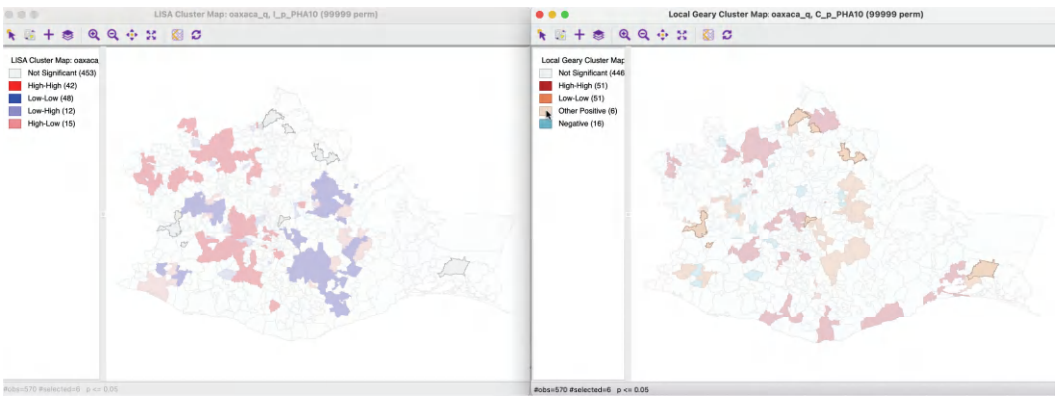 LISA Cluster Map: oaxaca_q, I_p_PHA10 (99999 perm)
LISA Cluster Map: oaxaca
Not Significant (453)
High-High (42)
Low-Low (48)
Low-High (12)
High-Low (15)
#obs=570 #selected=6 p <= 0.05
Local Geary Cluster Map: oaxaca_q, C_p_PHA10 (99999 perm)
Local Geary Cluster Map
Not Significant (446
High-High (51)
Low-Low (51)
Other Positive (6)
Negative (16)
#obs=570 #selected=6 p <= 0.05